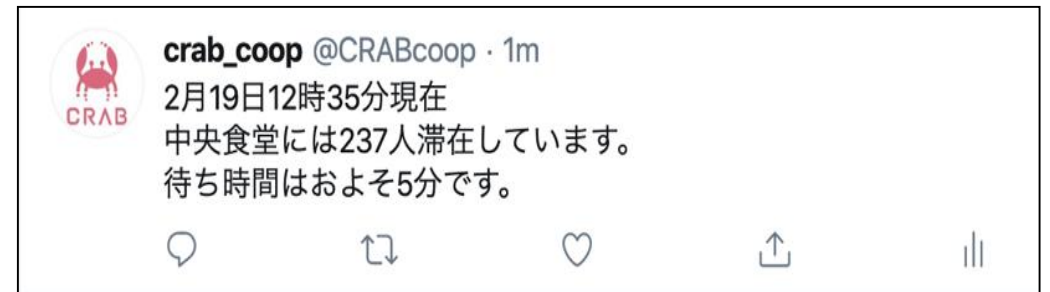 crab_coop @CRABcoop · 1m
2月19日12時35分現在
CRAB
中央食堂には237人滞在しています。
待ち時間はおよそ5分です。